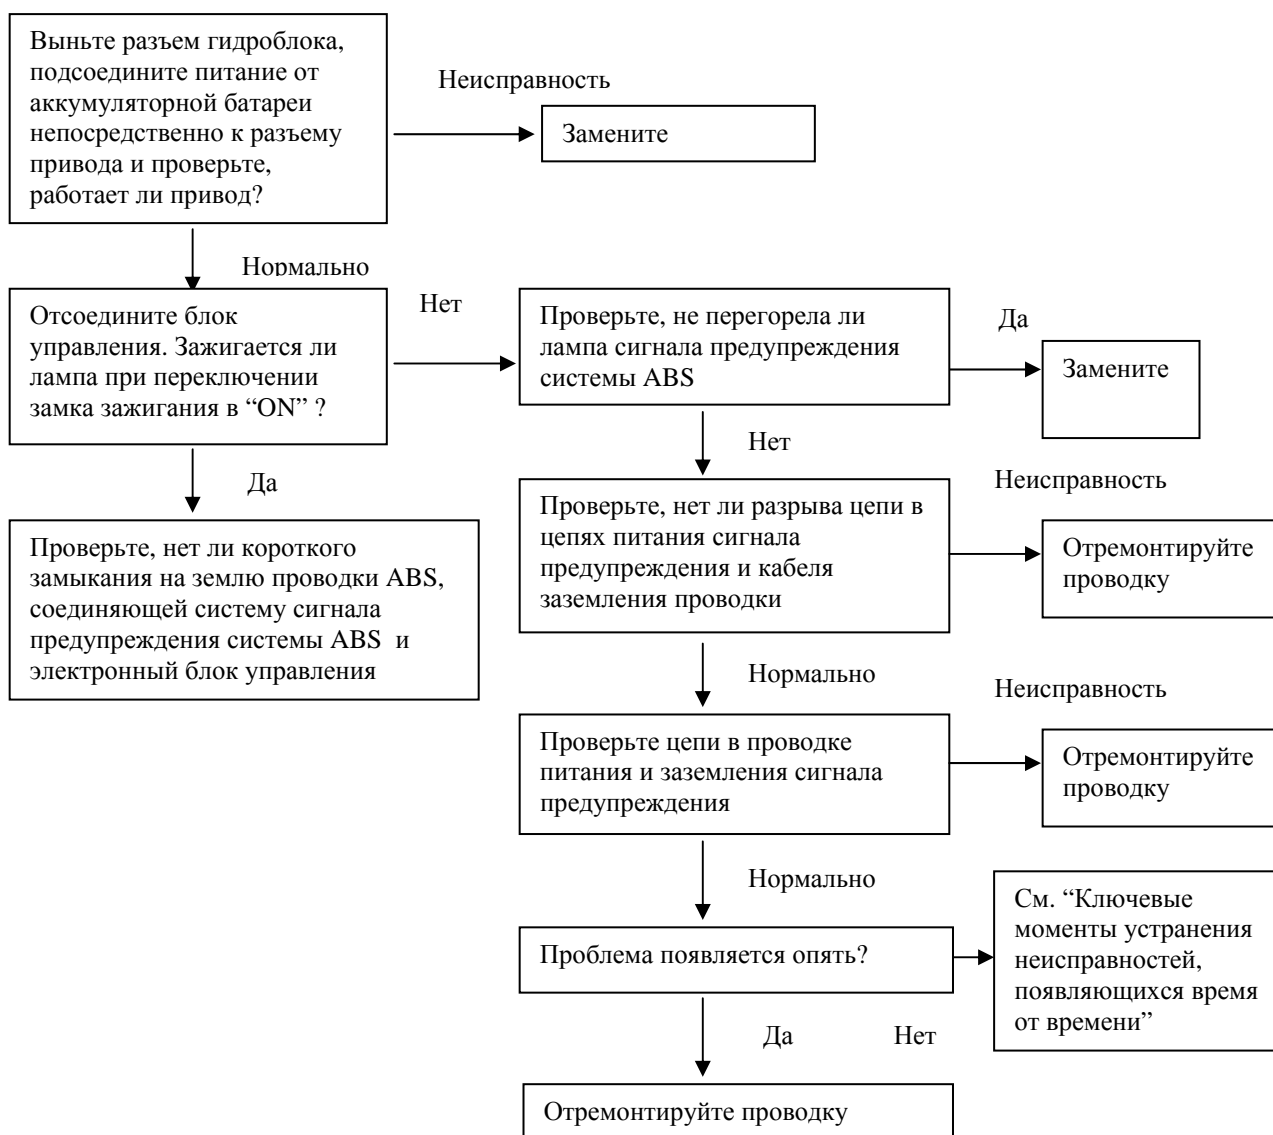 Выньте разъем гидроблока,
подсоедините питание от
аккумуляторной батареи
непосредственно к разъему
привода и проверьте,
работает ли привод?
Неисправность
Замените
Нормально
Отсоедините блок
управления. Зажигается ли
лампа при переключении
замка зажигания в “ON” ?
Нет
Проверьте, не перегорела ли
лампа сигнала предупреждения
системы ABS
Да
Замените
Да
Проверьте, нет ли короткого
замыкания на землю проводки ABS,
соединяющей систему сигнала
предупреждения системы ABS и
электронный блок управления
Нет
Проверьте, нет ли разрыва цепи в
цепях питания сигнала
предупреждения и кабеля
заземления проводки
Неисправность
Отремонтируйте
проводку
Нормально
Проверьте цепи в проводке
питания и заземления сигнала
предупреждения
Неисправность
Отремонтируйте
проводку
Нормально
Проблема появляется опять?
См. “Ключевые
моменты устранения
неисправностей,
появляющихся время
от времени”
Да
Нет
Отремонтируйте проводку